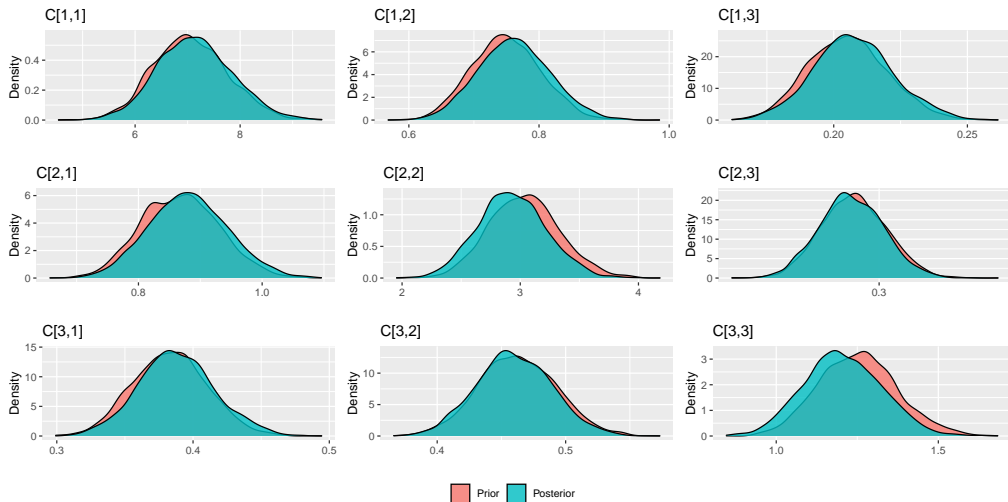 C[1,1] C[1,2] C[1,3]
Density 0.4 0.2 0.0
6 8
Density 6 4 2 0
0.6 0.8 1.0
Density 20 10 0
0.20 0.25
C[2,1] C[2,2] C[2,3]
Density 6 4 2 0
0.8 1.0
Density 1.0 0.5 0.0
2 3 4
Density 20 15 10 5 0
0.3
C[3,1] C[3,2] C[3,3]
Density 15 10 5 0
0.3 0.4 0.5
Density 10 5 0
0.4 0.5
Density 3 2 1 0
1.0 1.5
Prior Posterior